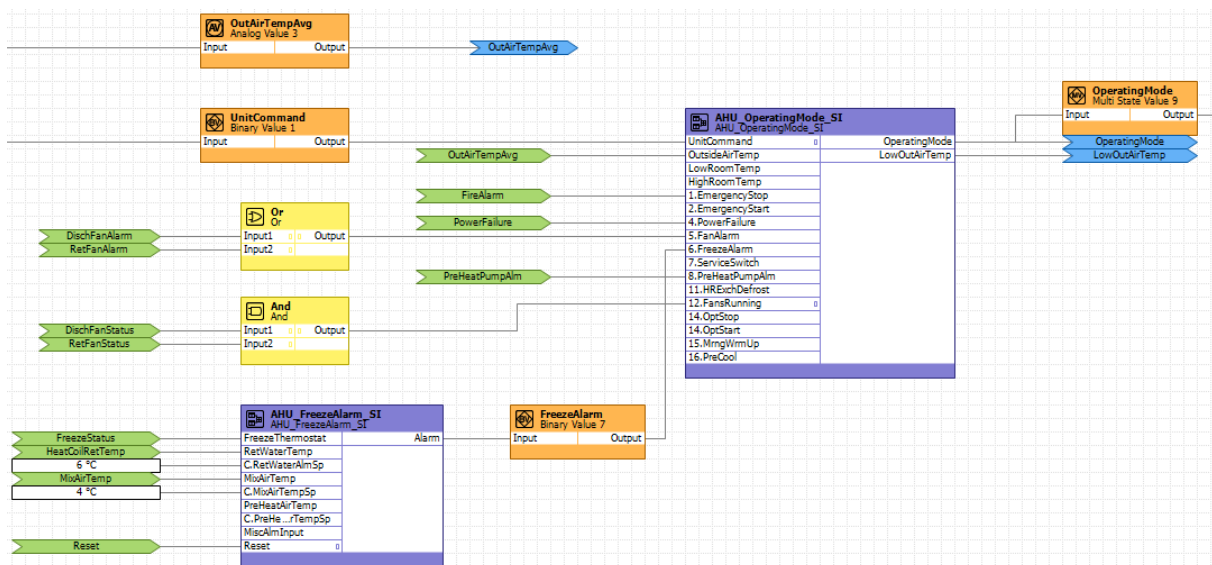 OutAirTempAvg
Analog Value 3
Input Output
OutAirTempAvg
OperatingMode
Multi State Value 9
Input Output
OperatingMode
LowOutAirTemp
UnitCommand
Binary Value 1
Input Output
AHU_OperatingMode_SI
AHU_OperatingMode_SI
UnitCommand OperatingMode
OutsideAirTemp LowOutAirTemp
LowRoomTemp
HighRoomTemp
1.EmergencyStop
2.EmergencyStart
4.PowerFailure
5.FanAlarm
6.FreezeAlarm
7.ServiceSwitch
8.PreHeatPumpAlm
11.HRExchDefrost
12.FansRunning
14.OptStop
14.OptStart
15.MrngWrmUp
16.PreCool
OutAirTempAvg
FireAlarm
PowerFailure
PreHeatPumpAlm
Or
Or
Input1 Output
Input2
DischFanAlarm
RetFanAlarm
And
And
Input1 Output
Input2
DischFanStatus
RetFanStatus
AHU_FreezeAlarm_SI
AHU_FreezeAlarm_SI
FreezeThermostat Alarm
RetWaterTemp
C.RetWaterAlmSp
MixAirTemp
C.MixAirTempSp
PreHeatAirTemp
C.PreHe...rTempSp
MiscAlmInput
Reset
FreezeStatus
HeatCoilRetTemp
6 °C
MixAirTemp
4 °C
Reset
FreezeAlarm
Binary Value 7
Input Output